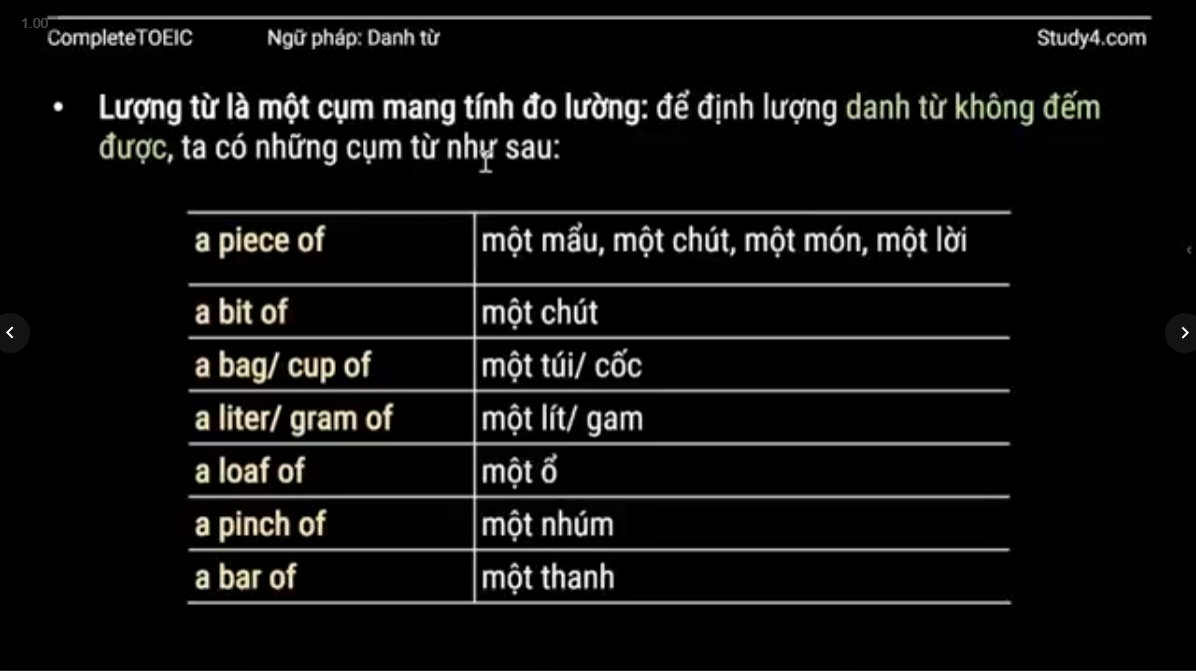 1.00
CompleteTOEIC Ngữ pháp: Danh từ Study4.com
• Lượng từ là một cụm mang tính đo lường: để định lượng danh từ không đếm
được, ta có những cụm từ như sau:
a piece of một mẩu, một chút, một món, một lời
a bit of một chút
a bag/ cup of một túi/ cốc
a liter/ gram of một lít/ gam
a loaf of một ổ
a pinch of một nhúm
a bar of một thanh